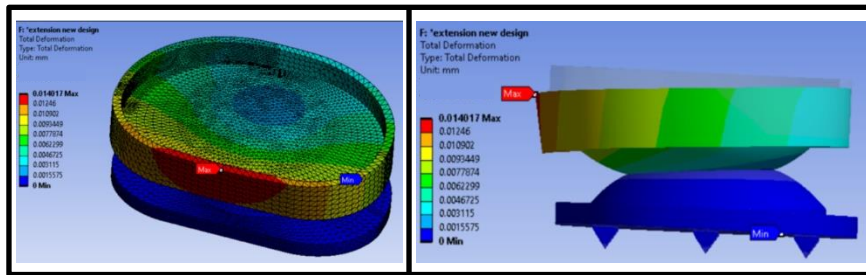 F: *extension new design
Total Deformation
Type: Total Deformation
Unit: mm
0.014017 Max
0.01246
0.010902
0.0093449
0.0077874
0.0062299
0.0046725
0.003115
0.0015575
0 Min
Max
Min
F: *extension new design
Total Deformation
Type: Total Deformation
Unit: mm
0.014017 Max
0.01246
0.010902
0.0093449
0.0077874
0.0062299
0.0046725
0.003115
0.0015575
0 Min
Max
Min